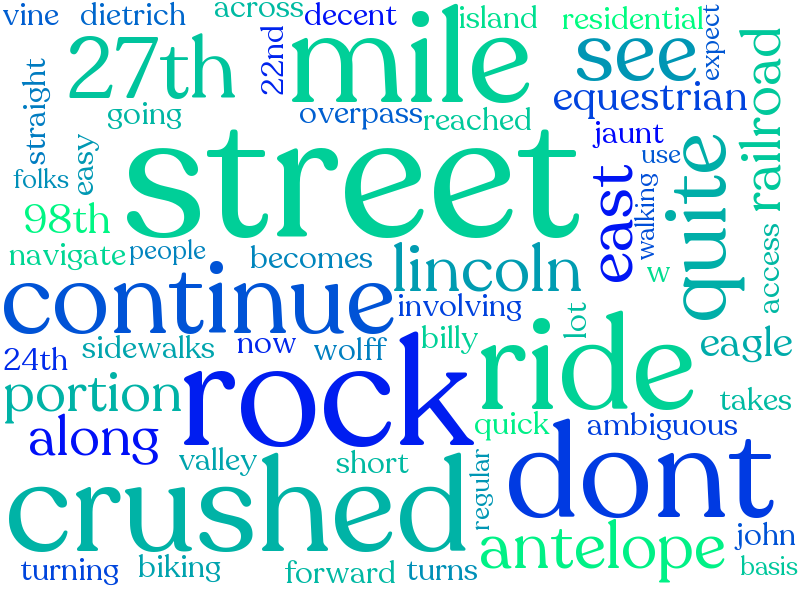 vine
dietrich
across
decent
island
residential
expect
27th
22nd
mile
see
straight
going
overpass
reached
equestrian
railroad
easy
folks
street
jaunt
use
98th
east
walking
quite
navigate
people
becomes
lincoln
w
access
continue
involving
lot
24th
sidewalks
now
wolff
billy
ride
eagle
portion
rock
takes
along
quick
ambiguous
valley
short
regular
dont
crushed
antelope
john
turning
biking
forward
turns
basis